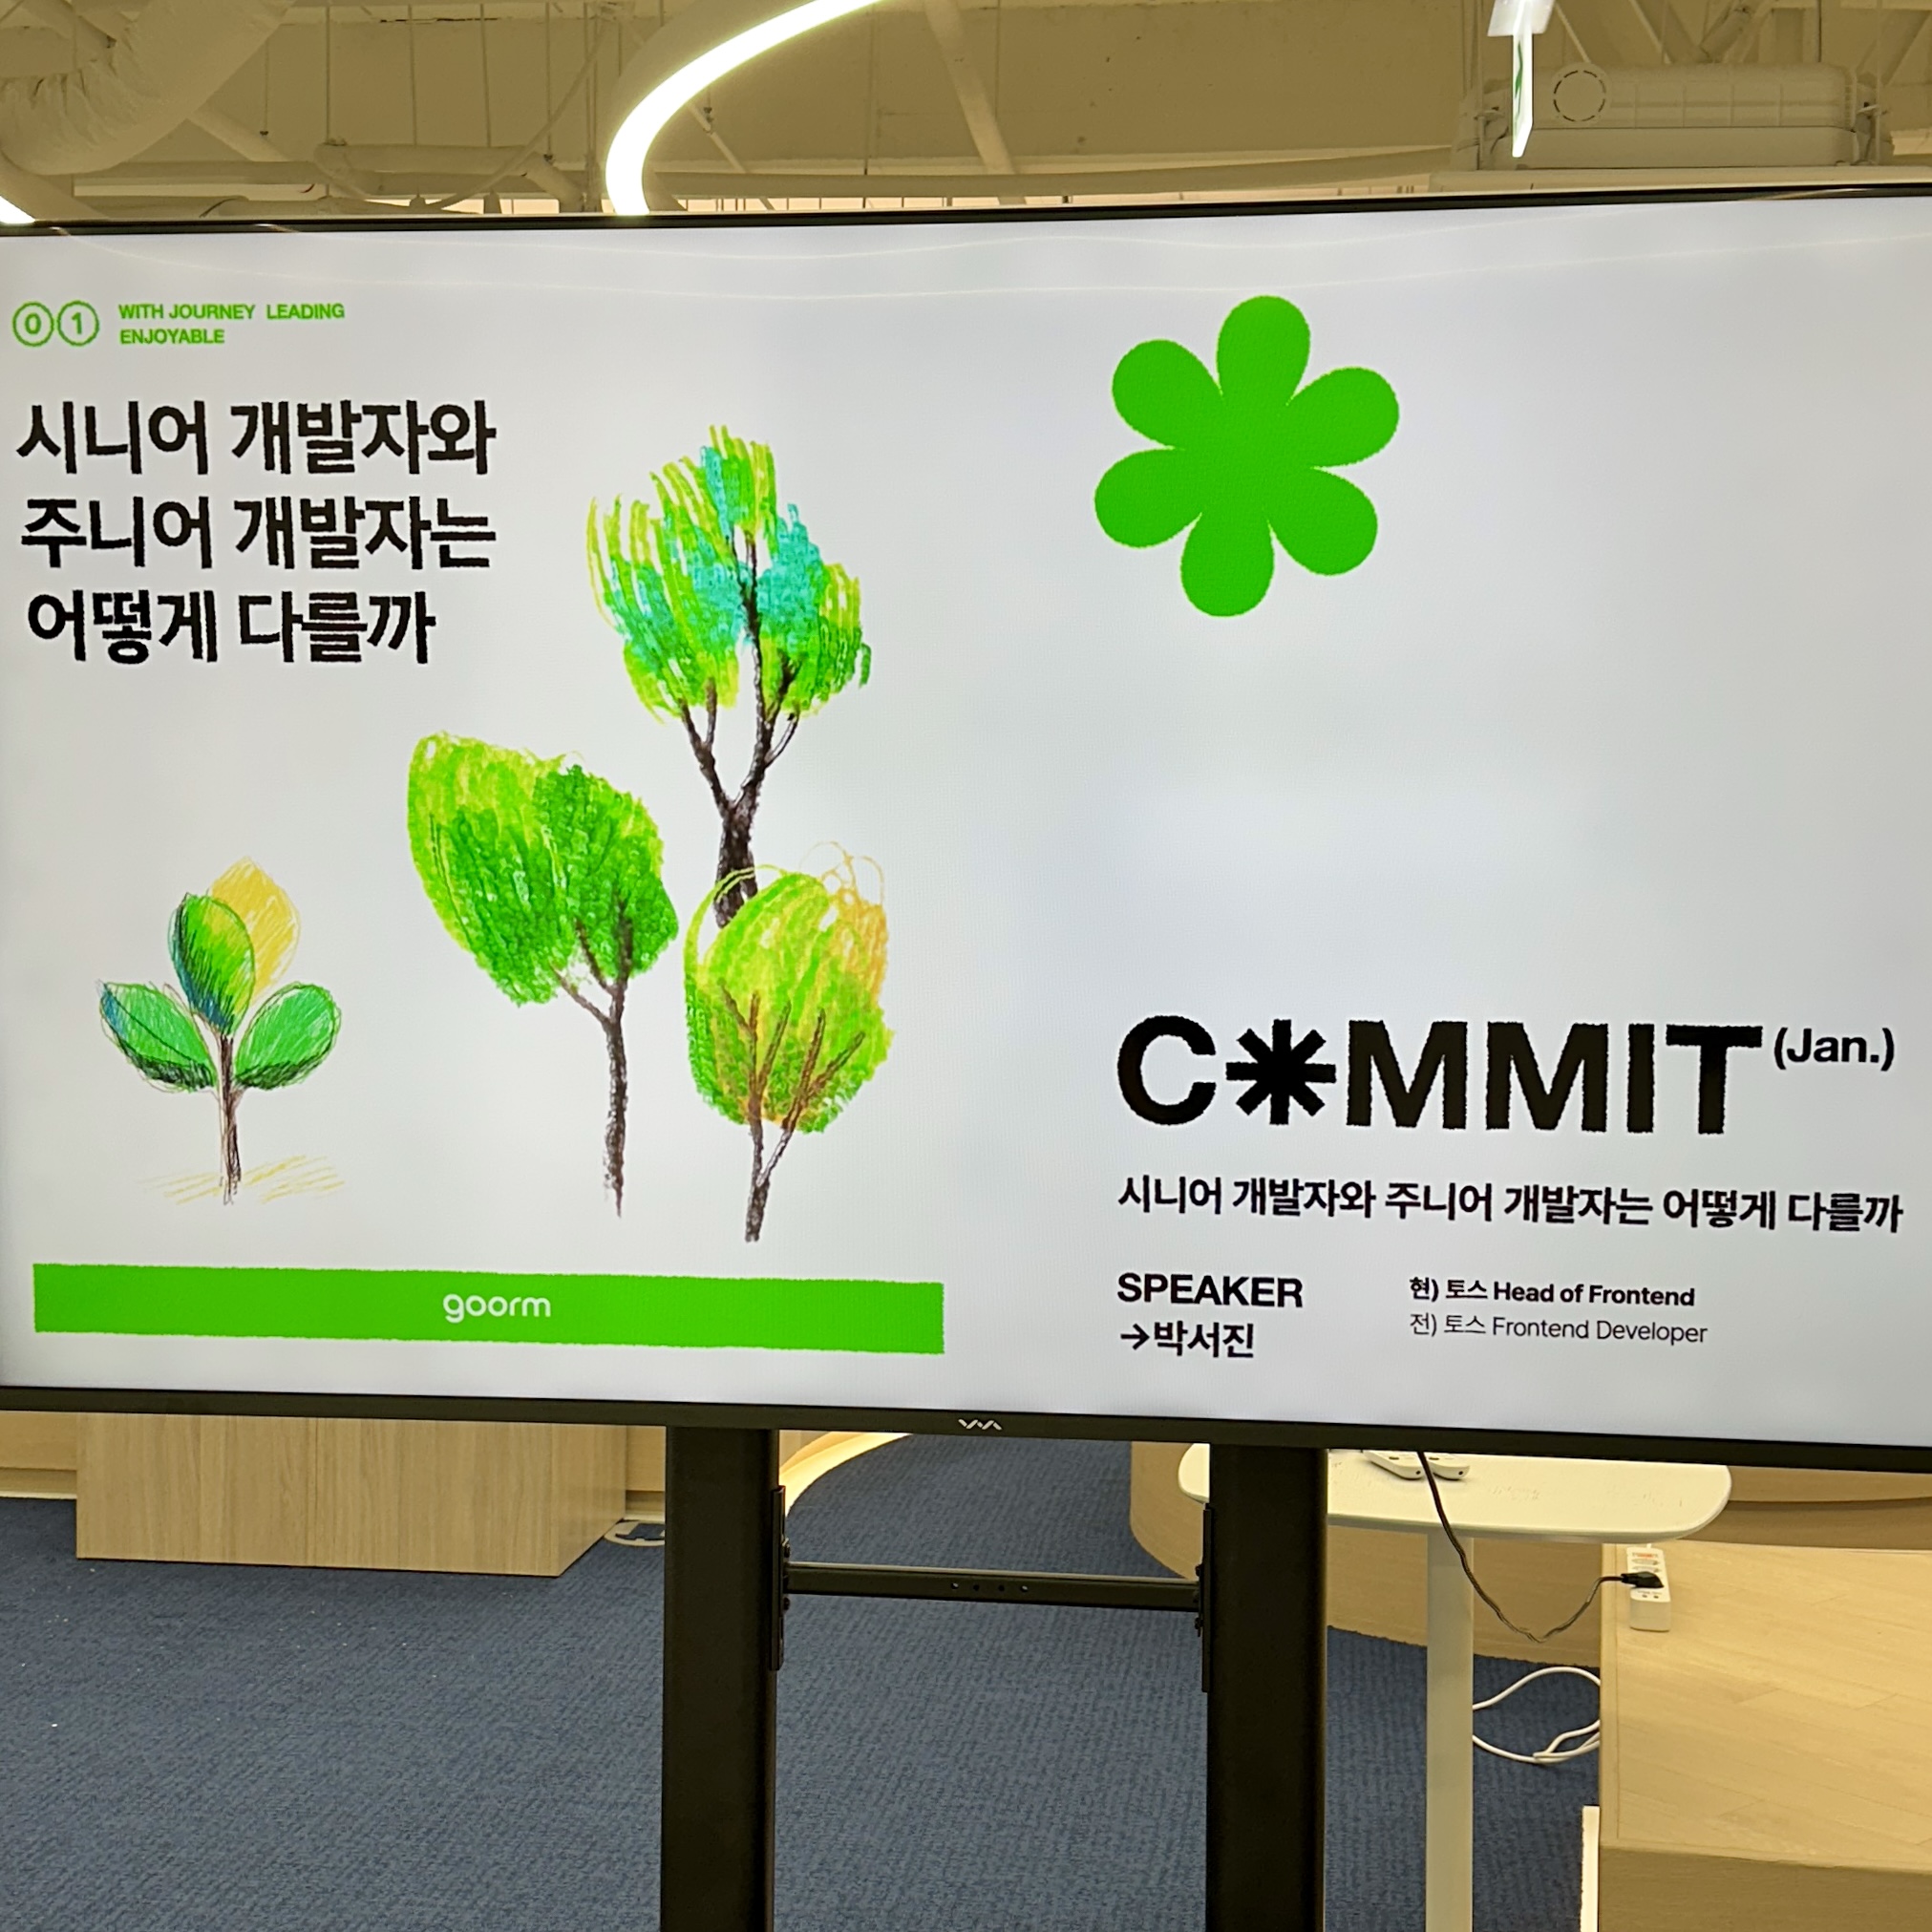 01
WITH JOURNEY LEADING
ENJOYABLE
시니어 개발자와
주니어 개발자는
어떻게 다를까
goorm
C*MMIT (Jan.)
시니어 개발자와 주니어 개발자는 어떻게 다를까
SPEAKER
→박서진
현) 토스 Head of Frontend
전) 토스 Frontend Developer